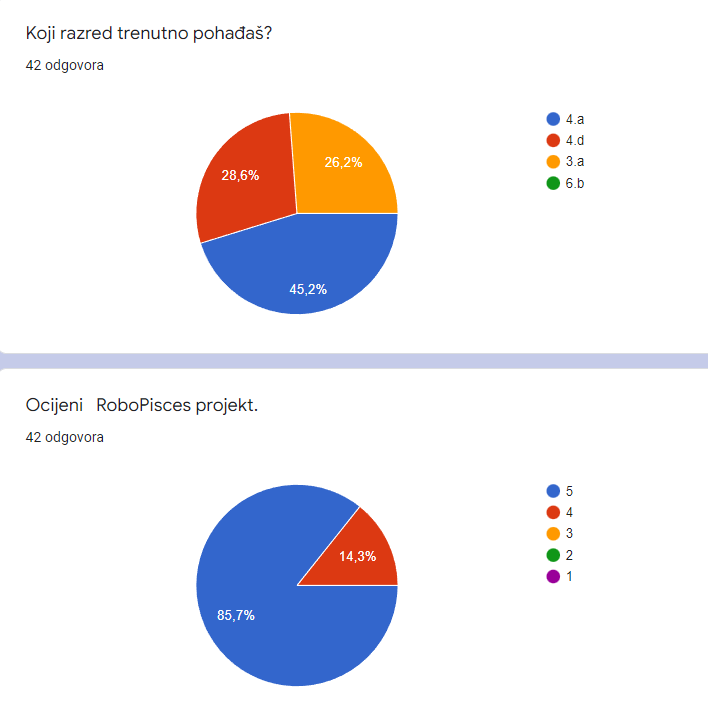 Koji razred trenutno pohađaš?
42 odgovora
4.a
4.d
3.a
6.b
26,2%
28,6%
45,2%
Ocijeni   RoboPisces projekt.
42 odgovora
5
4
3
2
1
14,3%
85,7%